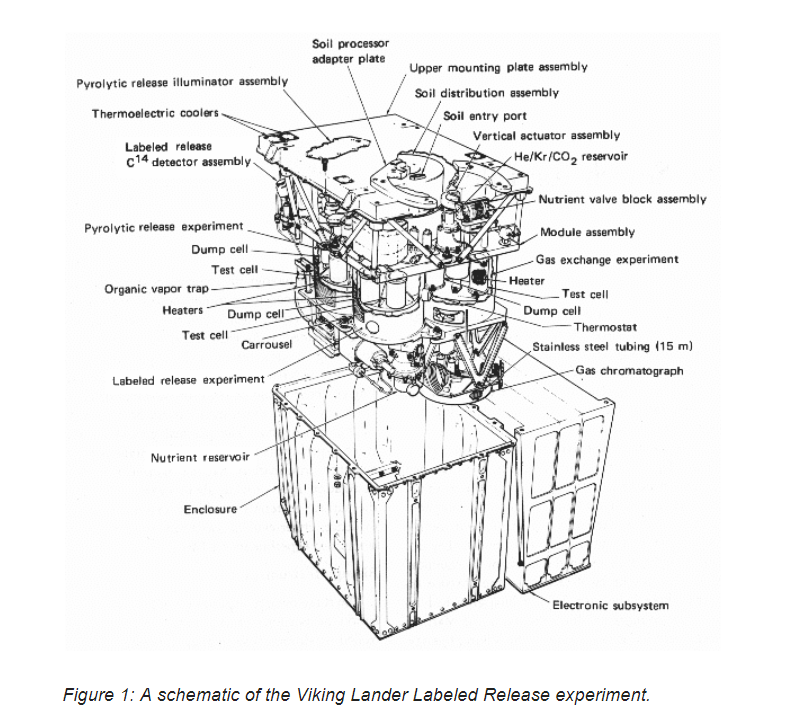 Soil processor
adapter plate
Upper mounting plate assembly
Pyrolytic release illuminator assembly
Soil distribution assembly
Thermoelectric coolers
Soil entry port
Vertical actuator assembly
Labeled release
C14 detector assembly
He/Kr/CO2 reservoir
Nutrient valve block assembly
Pyrolytic release experiment
Module assembly
Dump cell
Gas exchange experiment
Test cell
Heater
Organic vapor trap
Test cell
Heaters
Dump cell
Dump cell
Thermostat
Test cell
Carrousel
Stainless steel tubing (15 m)
Gas chromatograph
Labeled release experiment
Nutrient reservoir
Enclosure
Electronic subsystem
Figure 1: A schematic of the Viking Lander Labeled Release experiment.